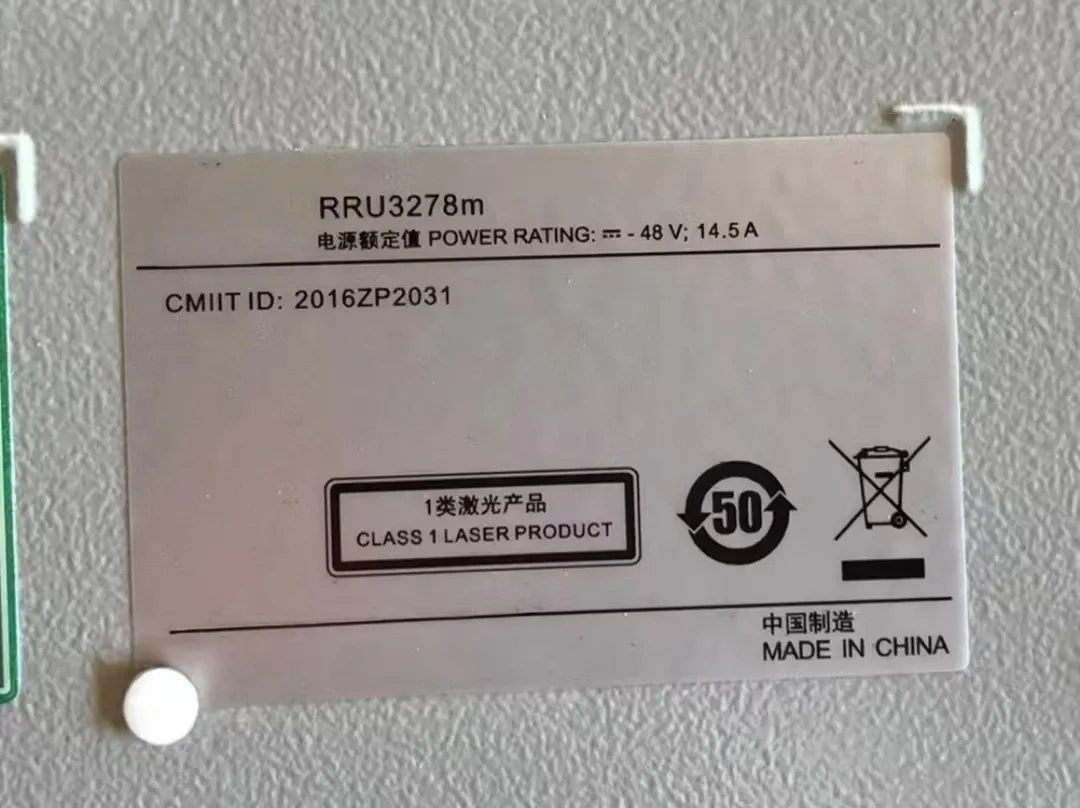 RRU3278m
电源额定值 POWER RATING: ⎓ - 48 V; 14.5 A
CMIIT ID: 2016ZP2031
1类激光产品
CLASS 1 LASER PRODUCT
50
中国制造
MADE IN CHINA